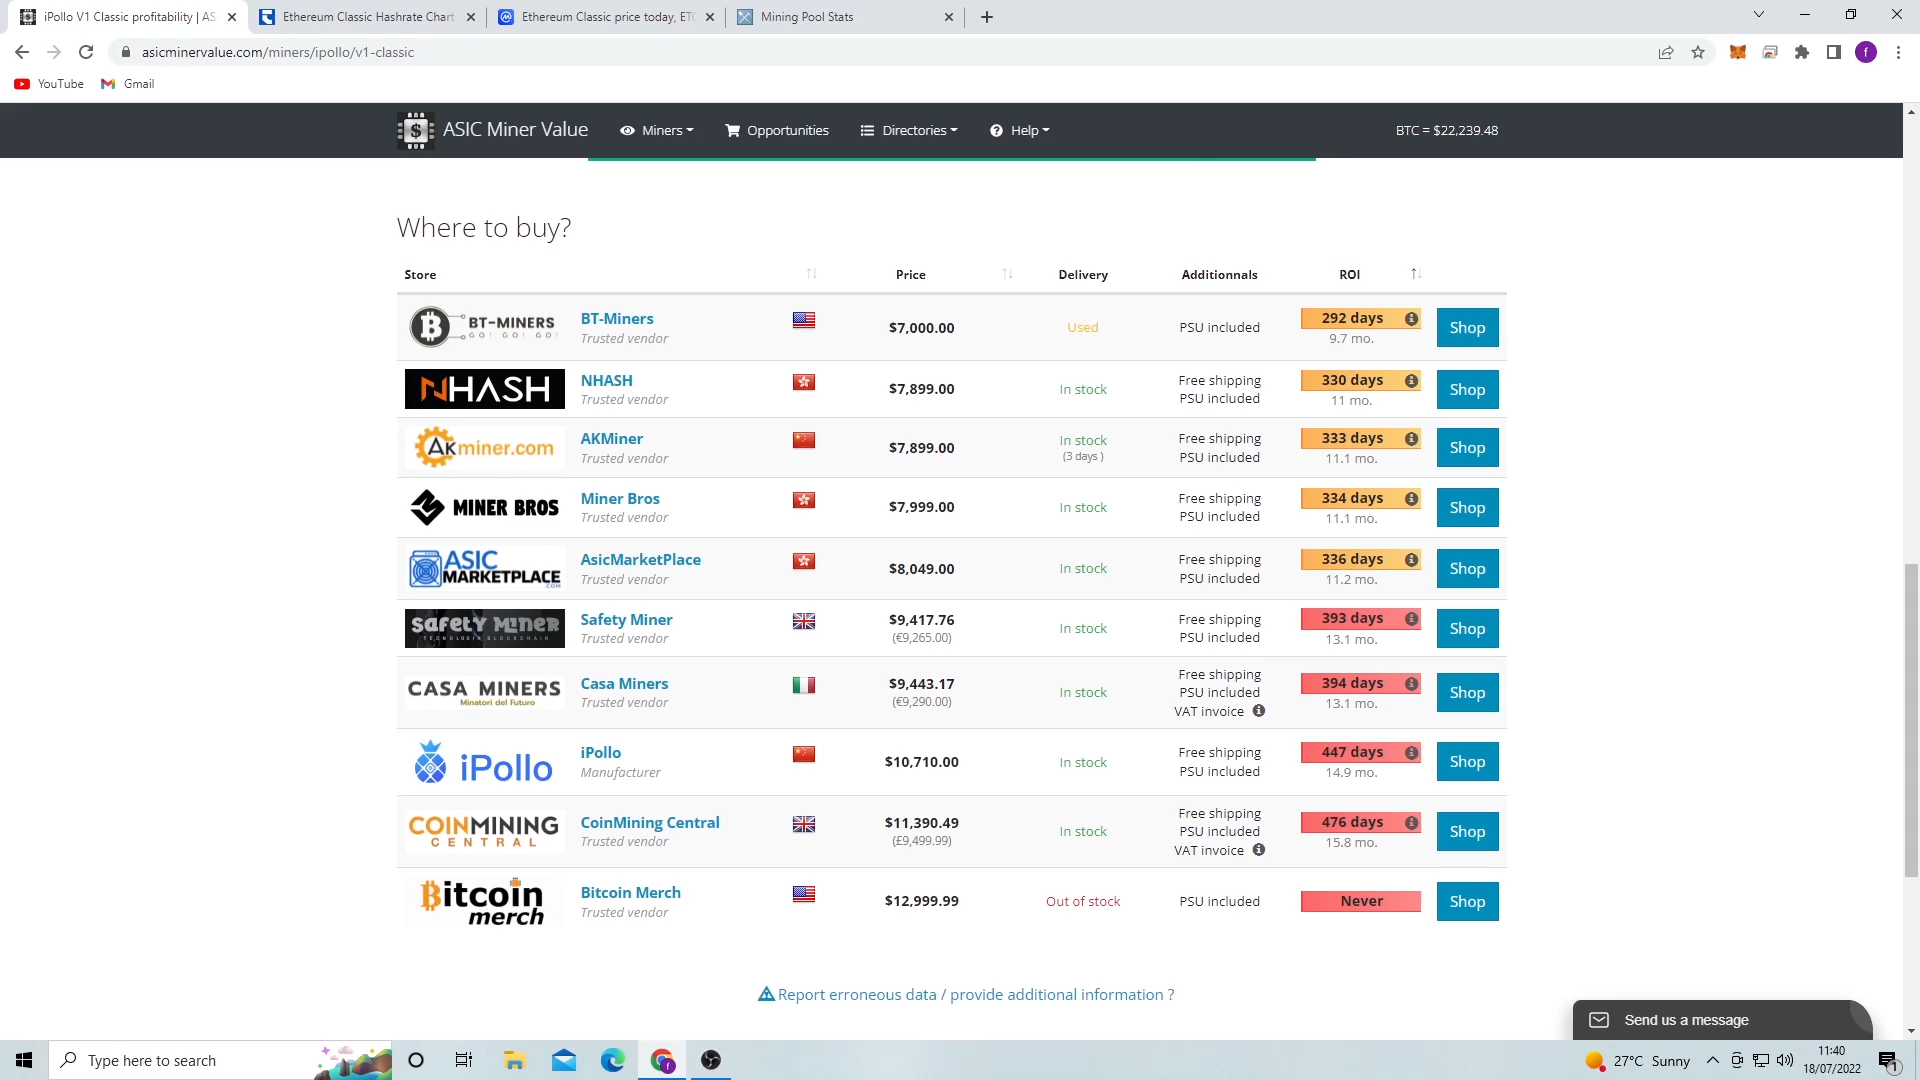 iPollo V1 Classic profitability | AS
Ethereum Classic Hashrate Chart
Ethereum Classic price today, ETC
Mining Pool Stats
asicminervalue.com/miners/ipollo/v1-classic
f
YouTube
Gmail
ASIC Miner Value
Miners
Opportunities
Directories
Help
BTC = $22,239.48
Where to buy?
Store Price Delivery Additionnals ROI
BT-MINERS
GO! GO! GO!
BT-Miners
Trusted vendor
$7,000.00
Used
PSU included
292 days
9.7 mo.
Shop
NHASH
NHASH
Trusted vendor
$7,899.00
In stock
Free shipping
PSU included
330 days
11 mo.
Shop
AKminer.com
AKMiner
Trusted vendor
$7,899.00
In stock
(3 days )
Free shipping
PSU included
333 days
11.1 mo.
Shop
MINER BROS
Miner Bros
Trusted vendor
$7,999.00
In stock
Free shipping
PSU included
334 days
11.1 mo.
Shop
ASIC
MARKETPLACE
.COM
AsicMarketPlace
Trusted vendor
$8,049.00
In stock
Free shipping
PSU included
336 days
11.2 mo.
Shop
SAFETY MINER
TECNOLOGIA BLOCKCHAIN
Safety Miner
Trusted vendor
$9,417.76
(€9,265.00)
In stock
Free shipping
PSU included
393 days
13.1 mo.
Shop
CASA MINERS
Minatori del Futuro
Casa Miners
Trusted vendor
$9,443.17
(€9,290.00)
In stock
Free shipping
PSU included
VAT invoice
394 days
13.1 mo.
Shop
iPollo
iPollo
Manufacturer
$10,710.00
In stock
Free shipping
PSU included
447 days
14.9 mo.
Shop
COINMINING
CENTRAL
CoinMining Central
Trusted vendor
$11,390.49
(£9,499.99)
In stock
Free shipping
PSU included
VAT invoice
476 days
15.8 mo.
Shop
Bitcoin
merch
Bitcoin Merch
Trusted vendor
$12,999.99
Out of stock
PSU included
Never
Shop
Report erroneous data / provide additional information ?
Send us a message
Type here to search
27°C Sunny
11:40
18/07/2022
1